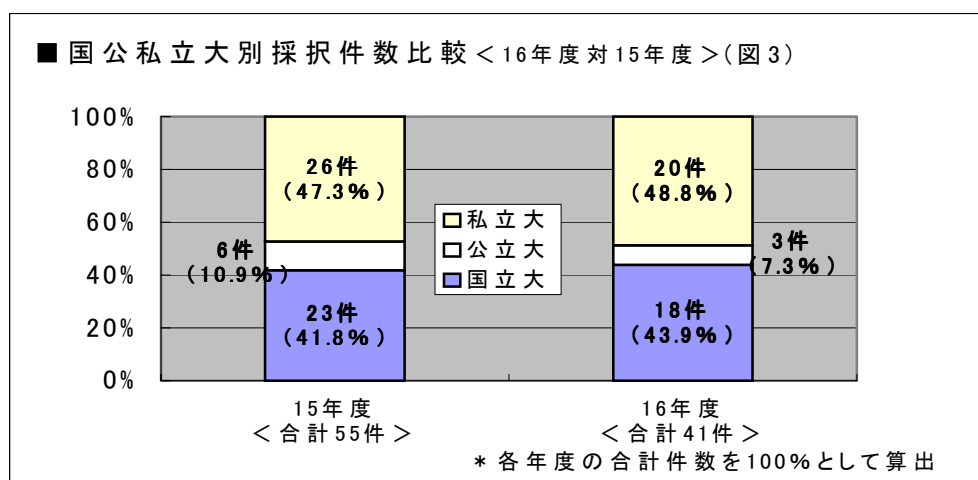 ■国公私立大別採択件数比較＜16年度対15年度＞(図3)
100%
80%
60%
40%
20%
0%
26件
(47.3%)
6件
(10.9%)
23件
(41.8%)
私立大
公立大
国立大
20件
(48.8%)
3件
(7.3%)
18件
(43.9%)
15年度
＜合計55件＞
16年度
＜合計41件＞
*各年度の合計件数を100%として算出